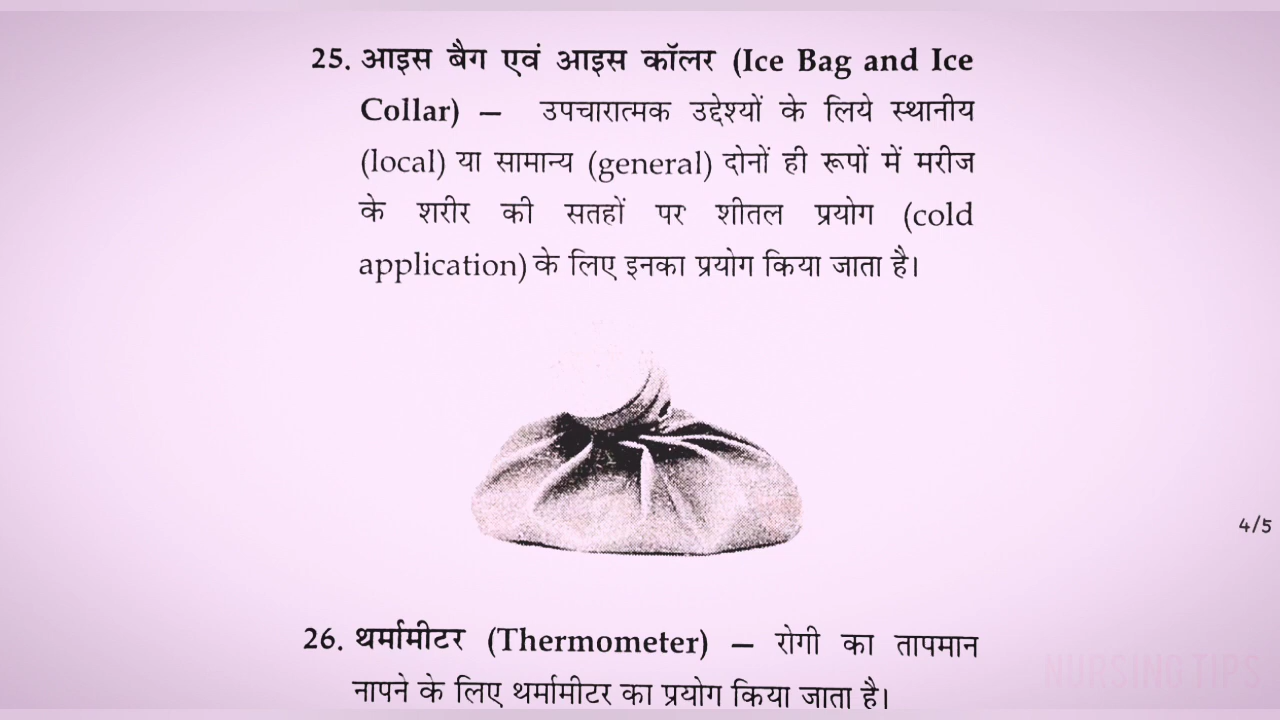 25. आइस बैग एवं आइस कॉलर (Ice Bag and Ice
Collar) — उपचारात्मक उद्देश्यों के लिये स्थानीय
(local) या सामान्य (general) दोनों ही रूपों में मरीज
के शरीर की सतहों पर शीतल प्रयोग (cold
application) के लिए इनका प्रयोग किया जाता है।
4/5
26. थर्मामीटर (Thermometer) — रोगी का तापमान
नापने के लिए थर्मामीटर का प्रयोग किया जाता है।
NURSING TIPS